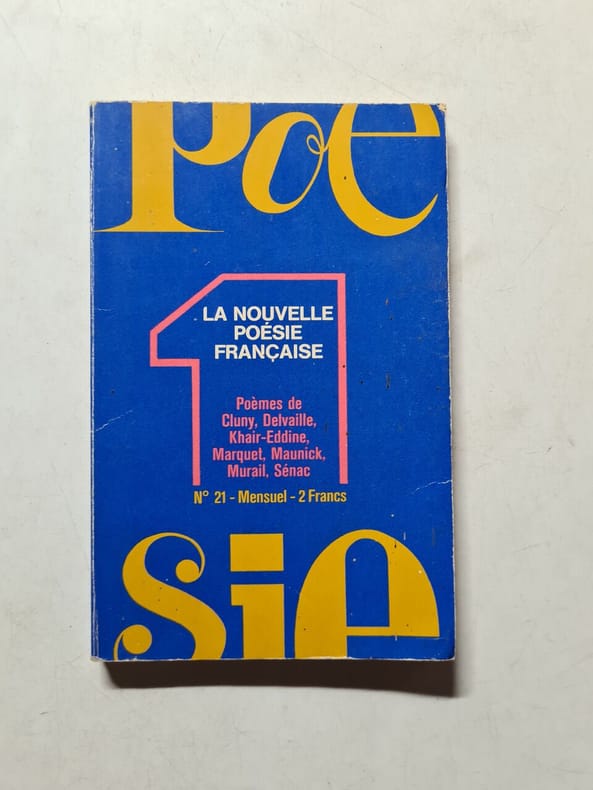 Poe
1
LA NOUVELLE
POÉSIE
FRANÇAISE
Poèmes de
Cluny, Delvaille,
Khair-Eddine,
Marquet, Maunick,
Murail, Sénac
N° 21 - Mensuel - 2 Francs
sie